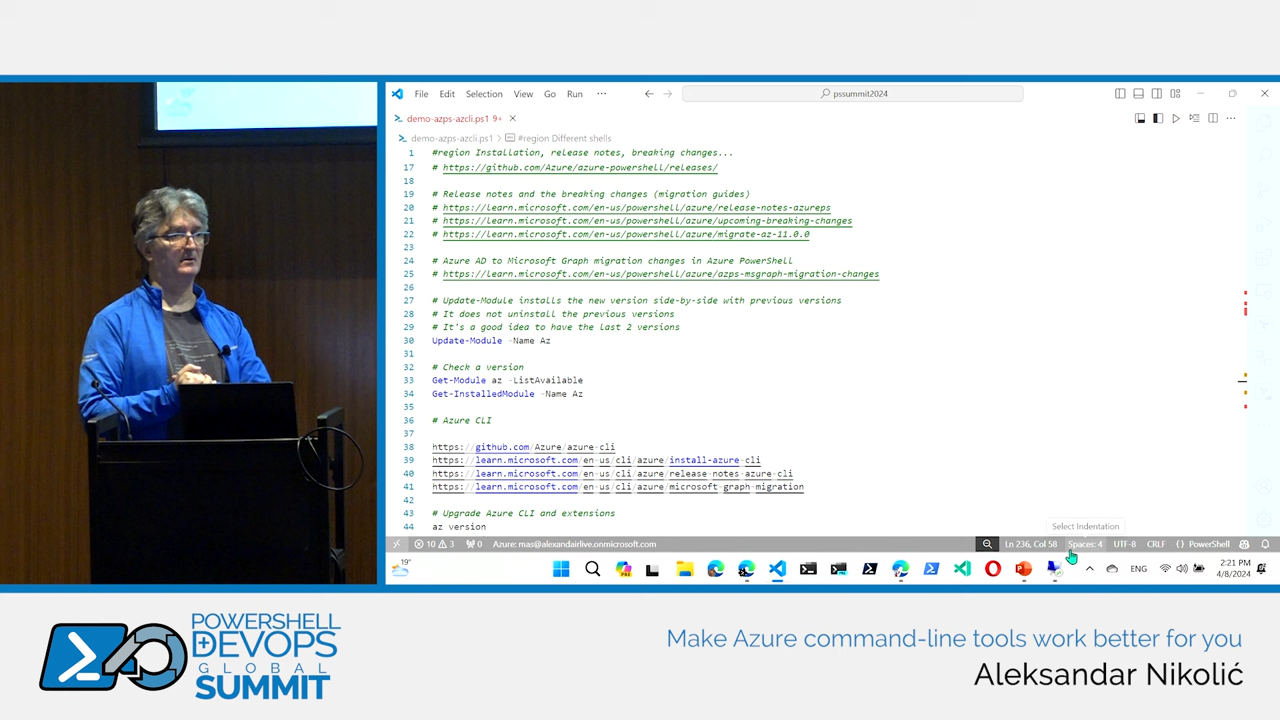 File Edit Selection View Go Run ··· pssummit2024
demo-azps-azcli.ps1 9+
demo-azps-azcli.ps1 > #region Different shells
1 #region Installation, release notes, breaking changes...
17 # https://github.com/Azure/azure-powershell/releases/
18
19 # Release notes and the breaking changes (migration guides)
20 # https://learn.microsoft.com/en-us/powershell/azure/release-notes-azureps
21 # https://learn.microsoft.com/en-us/powershell/azure/upcoming-breaking-changes
22 # https://learn.microsoft.com/en-us/powershell/azure/migrate-az-11.0.0
23
24 # Azure AD to Microsoft Graph migration changes in Azure PowerShell
25 # https://learn.microsoft.com/en-us/powershell/azure/azps-msgraph-migration-changes
26
27 # Update-Module installs the new version side-by-side with previous versions
28 # It does not uninstall the previous versions
29 # It's a good idea to have the last 2 versions
30 Update-Module -Name Az
31
32 # Check a version
33 Get-Module az -ListAvailable
34 Get-InstalledModule -Name Az
35
36 # Azure CLI
37
38 https://github.com/Azure/azure-cli
39 https://learn.microsoft.com/en-us/cli/azure/install-azure-cli
40 https://learn.microsoft.com/en-us/cli/azure/release-notes-azure-cli
41 https://learn.microsoft.com/en-us/cli/azure/microsoft-graph-migration
42
43 # Upgrade Azure CLI and extensions
44 az version
Select Indentation
10 3 0 Azure: mas@alexandairlive.onmicrosoft.com Ln 236, Col 58 Spaces: 4 UTF-8 CRLF {} PowerShell
19° ENG 2:21 PM
4/8/2024
POWERSHELL
DEVOPS
GLOBAL
SUMMIT
Make Azure command-line tools work better for you
Aleksandar Nikolić